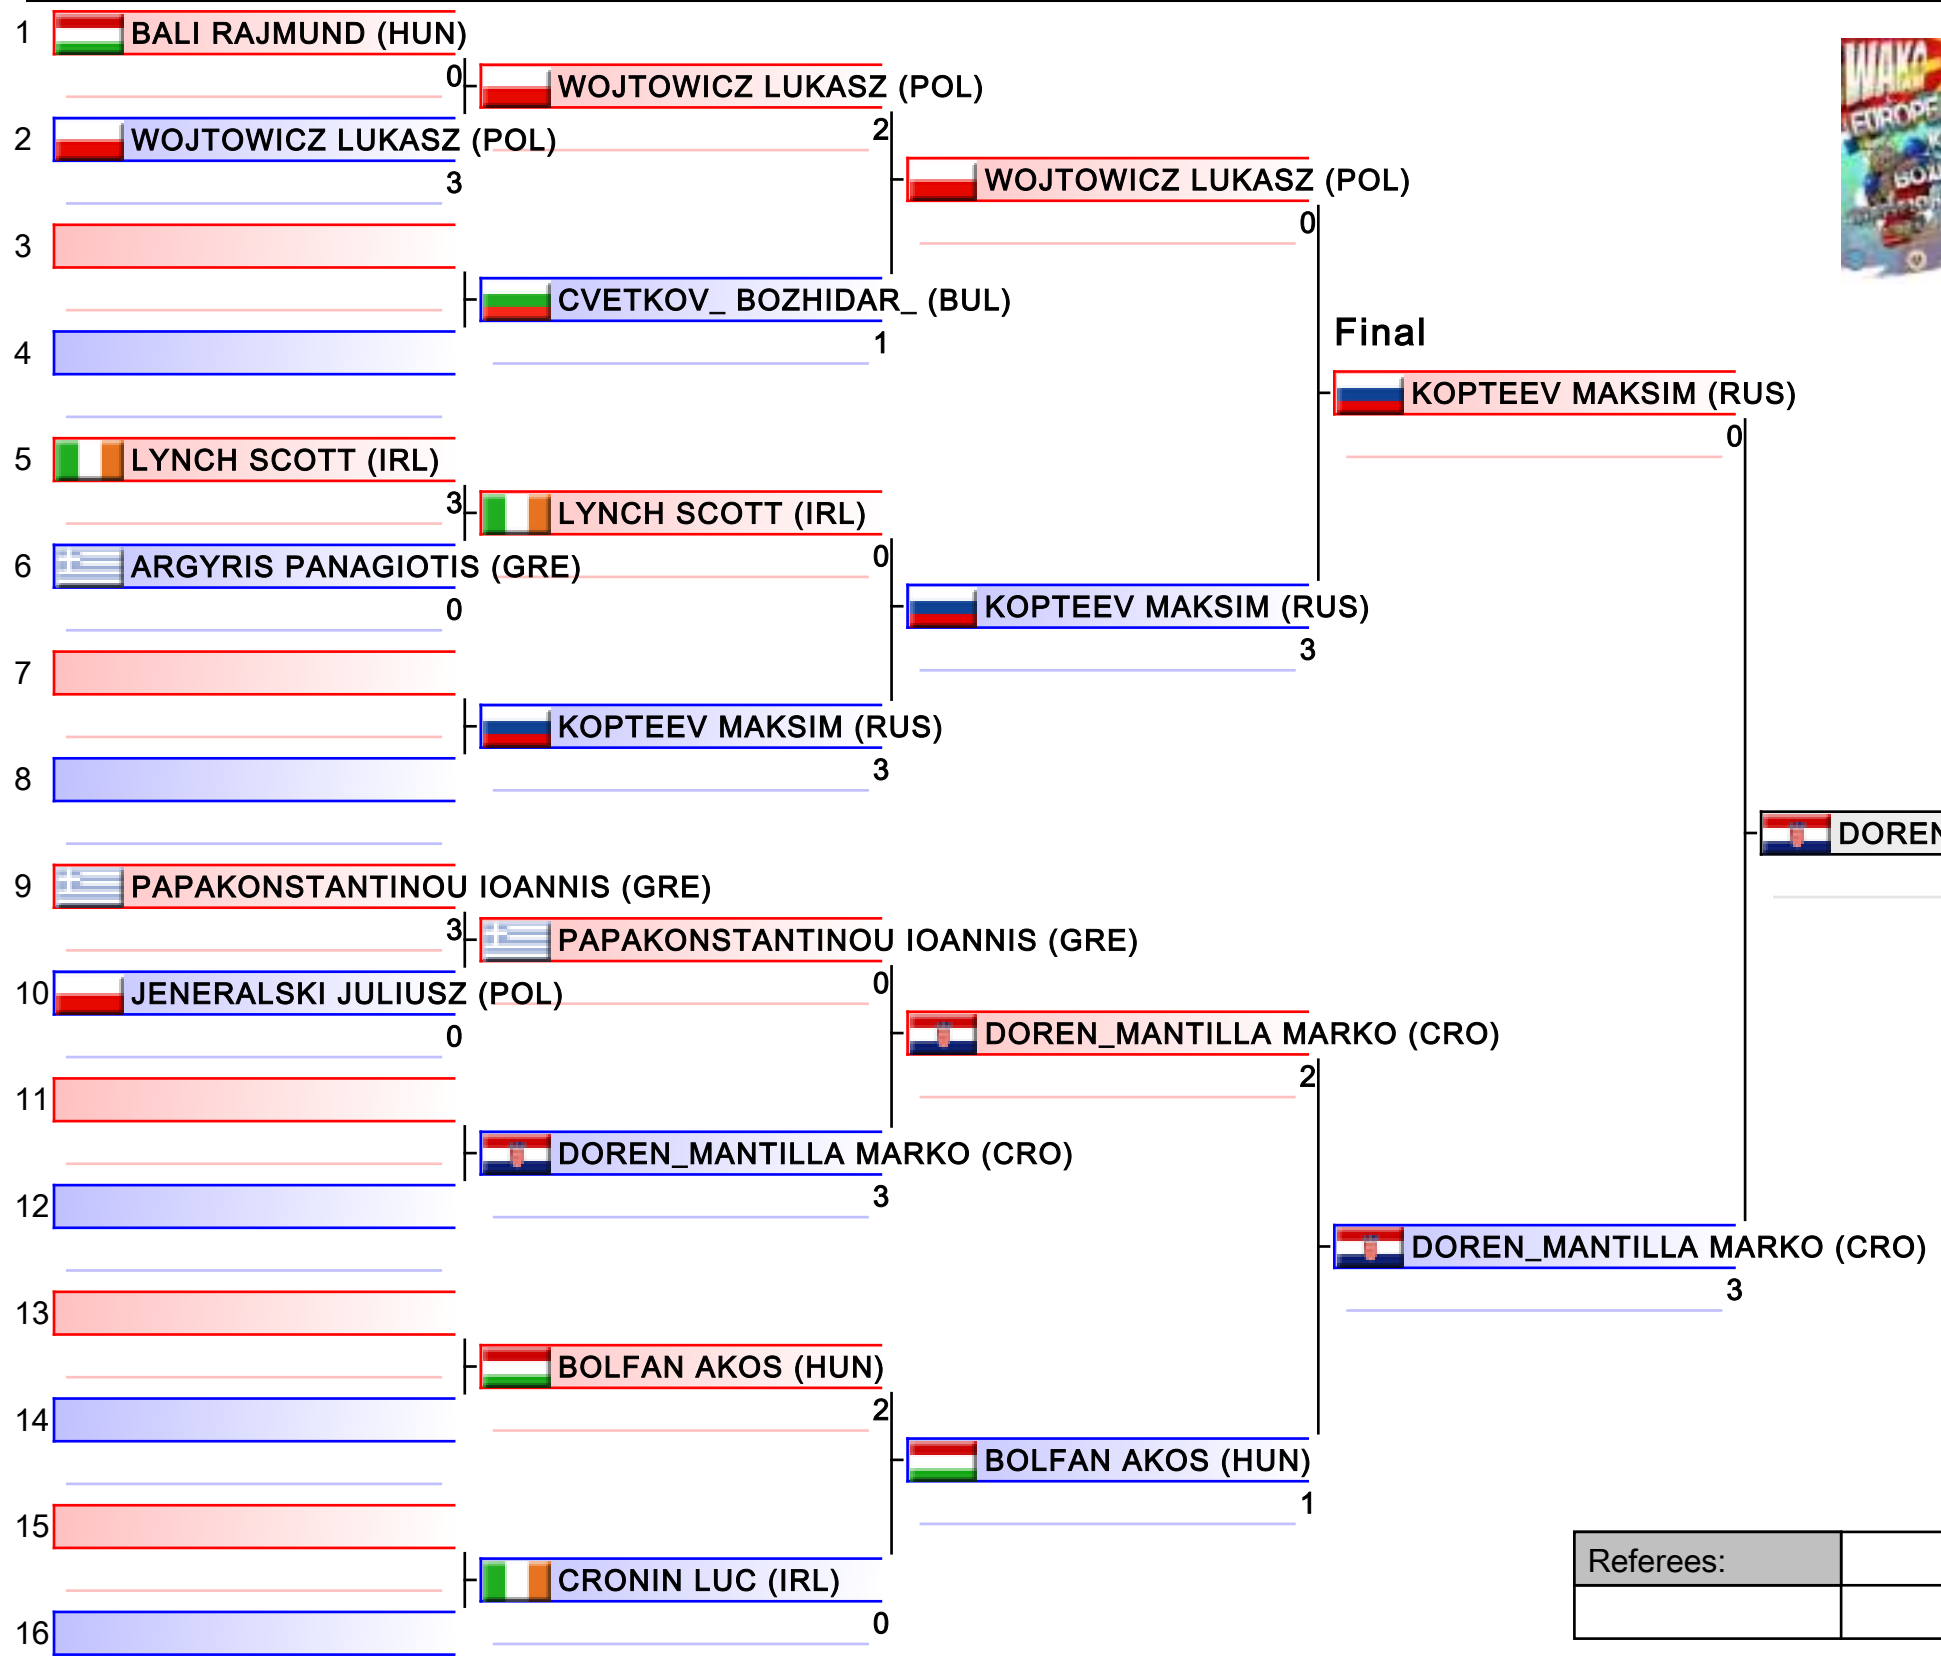 1 BALI RAJMUND (HUN)
0
WOJTOWICZ LUKASZ (POL)
2
2 WOJTOWICZ LUKASZ (POL)
3
WOJTOWICZ LUKASZ (POL)
0
3
CVETKOV_ BOZHIDAR_ (BUL)
1
4
Final
KOPTEEV MAKSIM (RUS)
0
5 LYNCH SCOTT (IRL)
3
LYNCH SCOTT (IRL)
0
6 ARGYRIS PANAGIOTIS (GRE)
0
KOPTEEV MAKSIM (RUS)
3
7
KOPTEEV MAKSIM (RUS)
3
8
DOREN
9 PAPAKONSTANTINOU IOANNIS (GRE)
3
PAPAKONSTANTINOU IOANNIS (GRE)
0
10 JENERALSKI JULIUSZ (POL)
0
DOREN_MANTILLA MARKO (CRO)
2
11
DOREN_MANTILLA MARKO (CRO)
3
12
DOREN_MANTILLA MARKO (CRO)
3
13
BOLFAN AKOS (HUN)
2
14
BOLFAN AKOS (HUN)
1
15
CRONIN LUC (IRL)
0
16
Referees:
WAKO
EUROPE